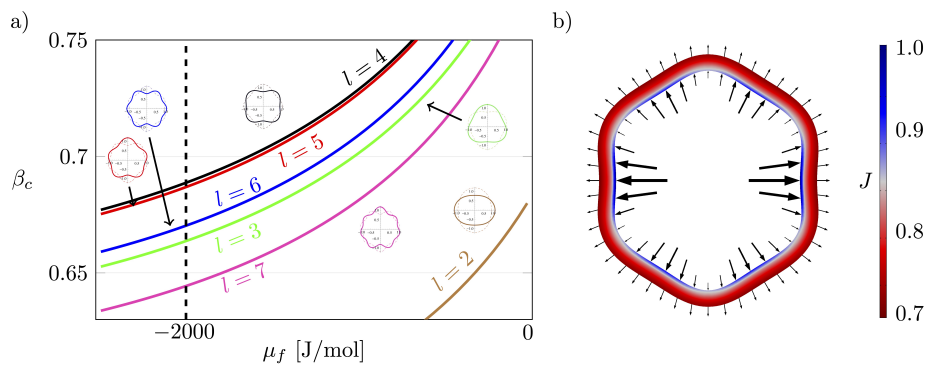 a)
b)
0.75
0.7
0.65
β_c
l = 4
l = 5
l = 6
l = 3
l = 7
l = 2
−2000
0
μ_f [J/mol]
J
1.0
0.9
0.8
0.7